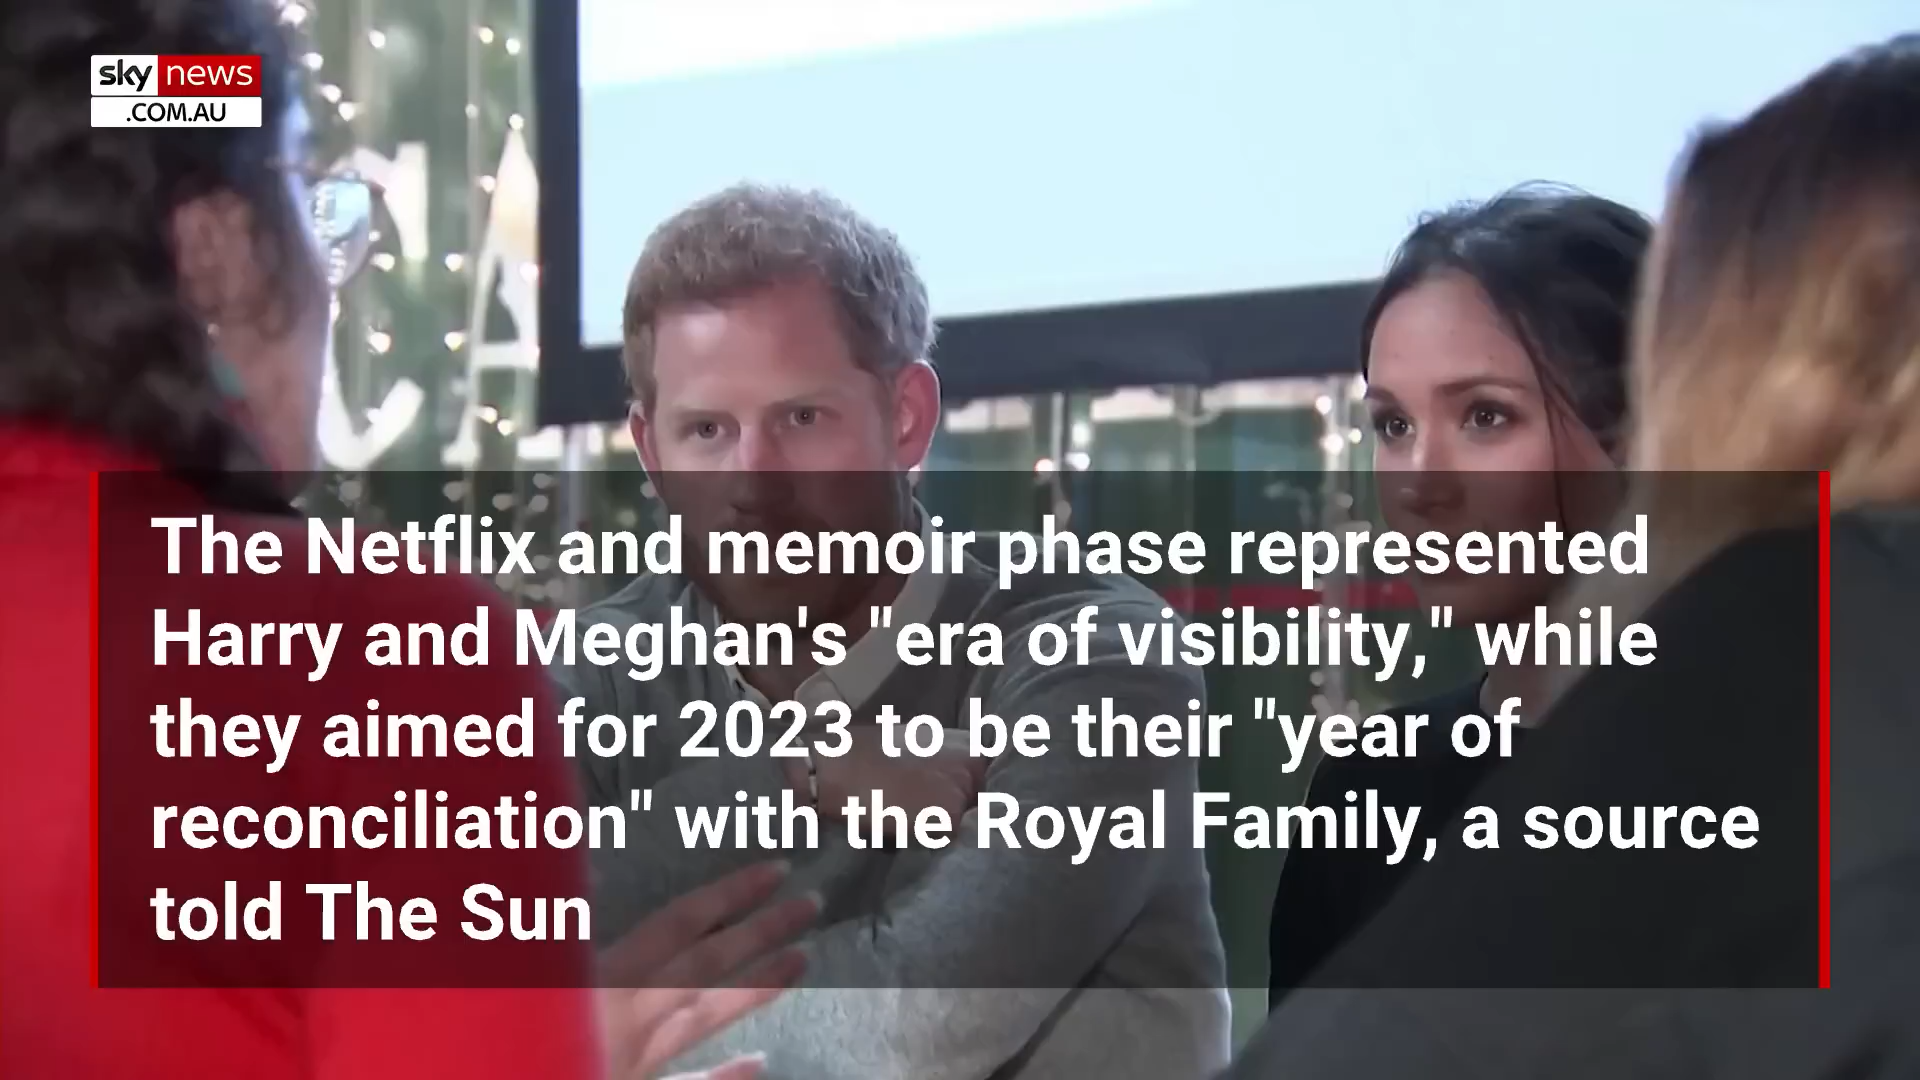 sky news
.COM.AU
CA
The Netflix and memoir phase represented
Harry and Meghan's "era of visibility," while
they aimed for 2023 to be their "year of
reconciliation" with the Royal Family, a source
told The Sun